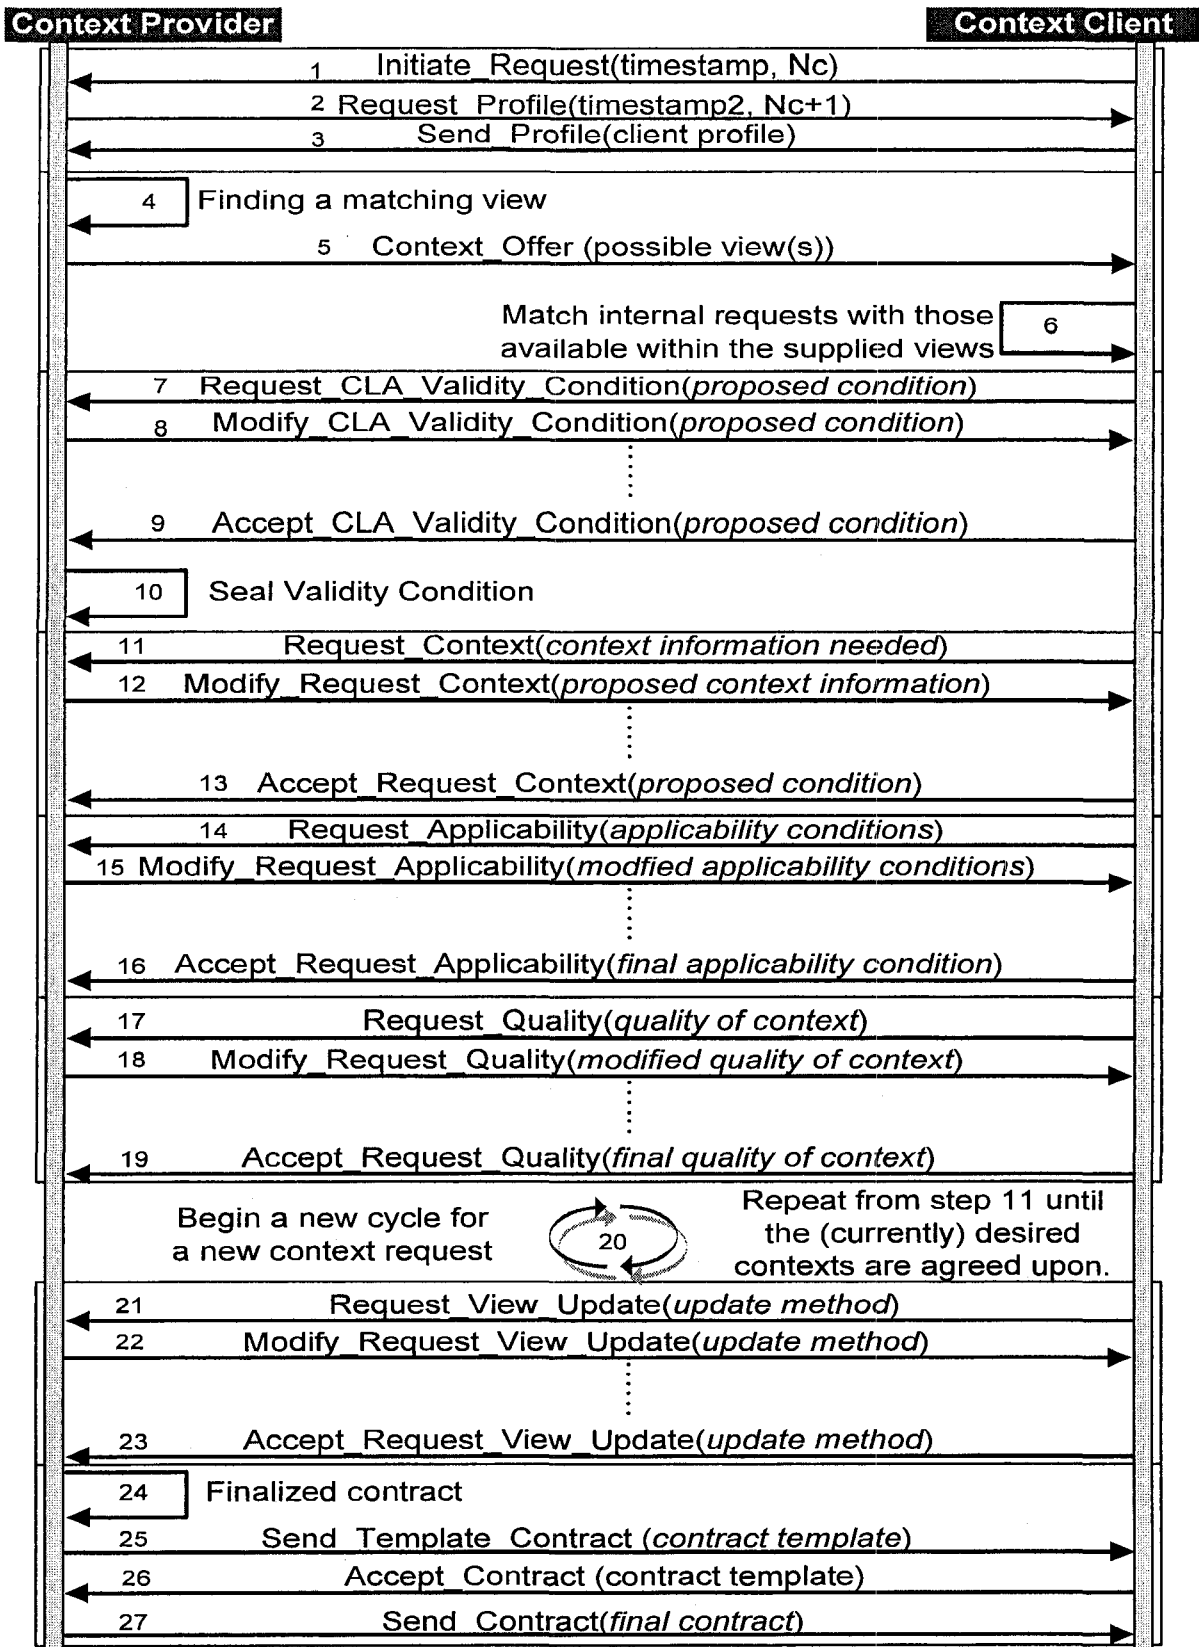 Context Provider
Context Client
1 Initiate_Request(timestamp, Nc)
2 Request_Profile(timestamp2, Nc+1)
3 Send_Profile(client profile)
4 Finding a matching view
5 Context_Offer (possible view(s))
Match internal requests with those
available within the supplied views
6
7 Request_CLA_Validity_Condition(proposed condition)
8 Modify_CLA_Validity_Condition(proposed condition)
9 Accept_CLA_Validity_Condition(proposed condition)
10 Seal Validity Condition
11 Request_Context(context information needed)
12 Modify_Request_Context(proposed context information)
13 Accept_Request_Context(proposed condition)
14 Request_Applicability(applicability conditions)
15 Modify_Request_Applicability(modfied applicability conditions)
16 Accept_Request_Applicability(final applicability condition)
17 Request_Quality(quality of context)
18 Modify_Request_Quality(modified quality of context)
19 Accept_Request_Quality(final quality of context)
Begin a new cycle for
a new context request
20
Repeat from step 11 until
the (currently) desired
contexts are agreed upon.
21 Request_View_Update(update method)
22 Modify_Request_View_Update(update method)
23 Accept_Request_View_Update(update method)
24 Finalized contract
25 Send_Template_Contract (contract template)
26 Accept_Contract (contract template)
27 Send_Contract(final contract)